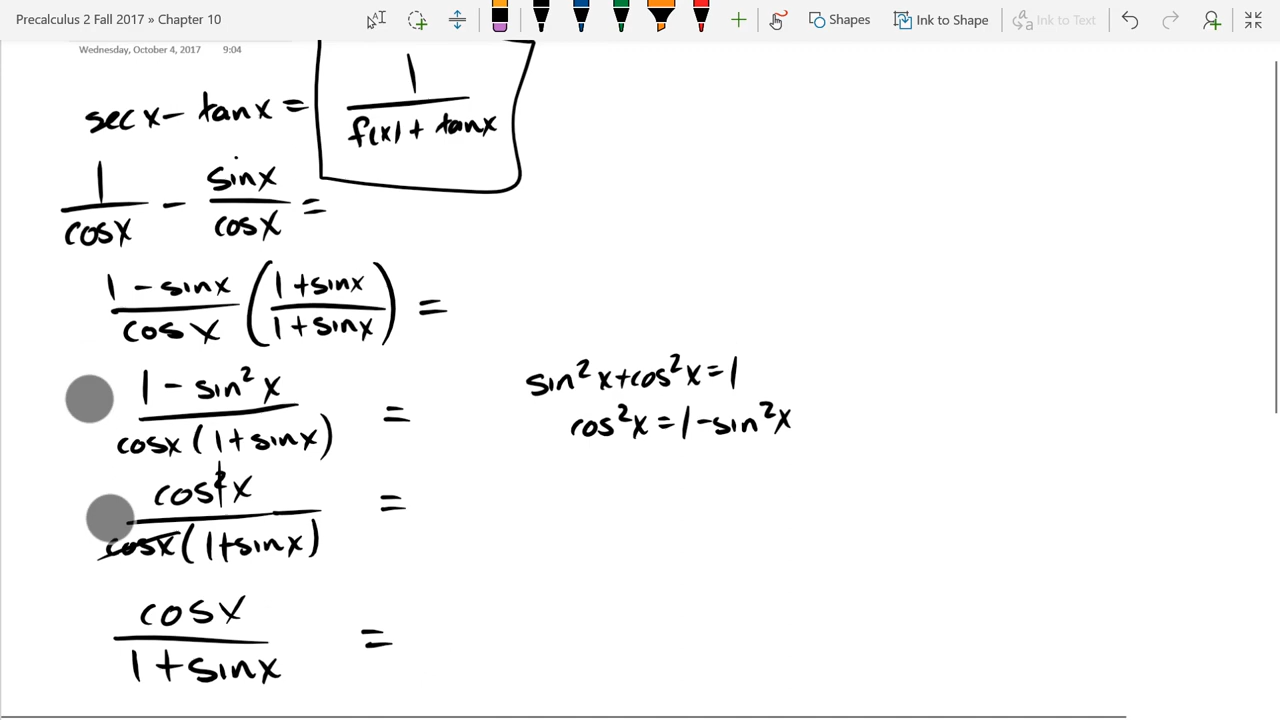 Precalculus 2 Fall 2017 » Chapter 10
Shapes
Ink to Shape
Ink to Text
Wednesday, October 4, 2017 9:04
sec x − tan x = 1 / (f(x) + tan x)
1/cos x − sin x/cos x =
(1 − sin x)/cos x ((1 + sin x)/(1 + sin x)) =
(1 − sin²x)/(cos x (1 + sin x)) =
sin²x + cos²x = 1
cos²x = 1 − sin²x
cos²x/(cos x (1 + sin x)) =
cos x/(1 + sin x) =